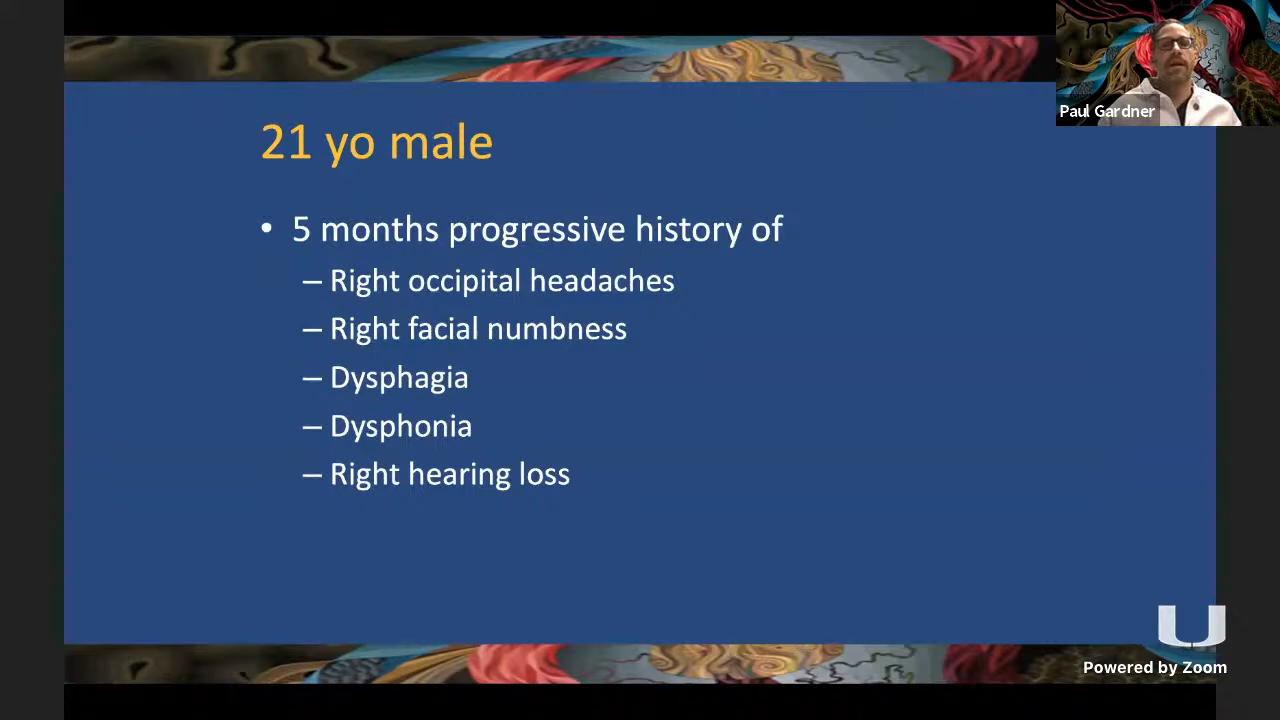 Paul Gardner
21 yo male
• 5 months progressive history of
– Right occipital headaches
– Right facial numbness
– Dysphagia
– Dysphonia
– Right hearing loss
U
Powered by Zoom